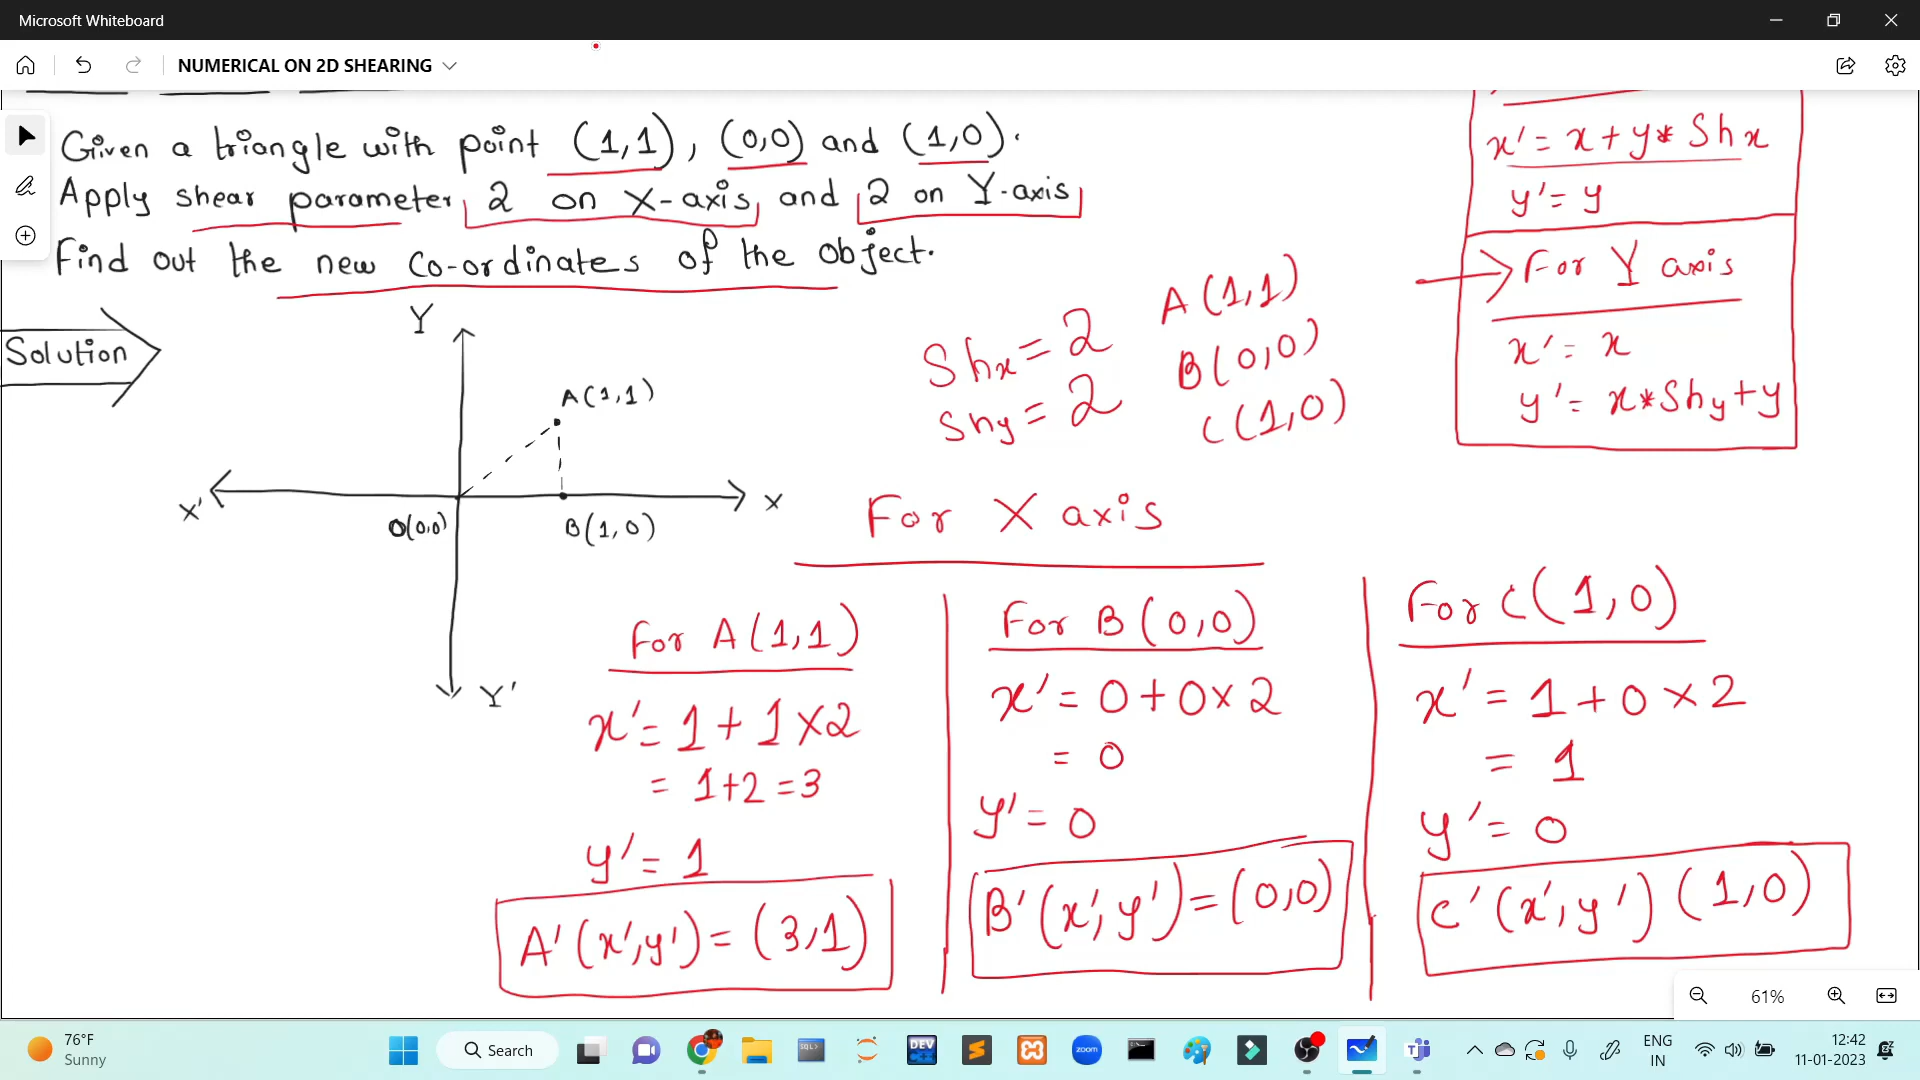 Microsoft Whiteboard
NUMERICAL ON 2D SHEARING
Given a triangle with point (1,1), (0,0) and (1,0).
Apply shear parameter 2 on X-axis and 2 on Y-axis
Find out the new Co-ordinates of the object.
Solution
Y
A(1,1)
X'
X
O(0,0)
B(1,0)
Y'
Shx = 2
Shy = 2
A(1,1)
B(0,0)
C(1,0)
x' = x + y* Shx
y' = y
For Y axis
x' = x
y' = x*Shy+y
For X axis
For A(1,1)
x' = 1 + 1 × 2
= 1+2 = 3
y' = 1
A'(x',y') = (3,1)
For B(0,0)
x' = 0 + 0 × 2
= 0
y' = 0
B'(x',y') = (0,0)
For C(1,0)
x' = 1 + 0 × 2
= 1
y' = 0
C'(x',y') (1,0)
61%
76°F
Sunny
Search
SQL>
DEV
C++
zoom
ENG
IN
12:42
11-01-2023